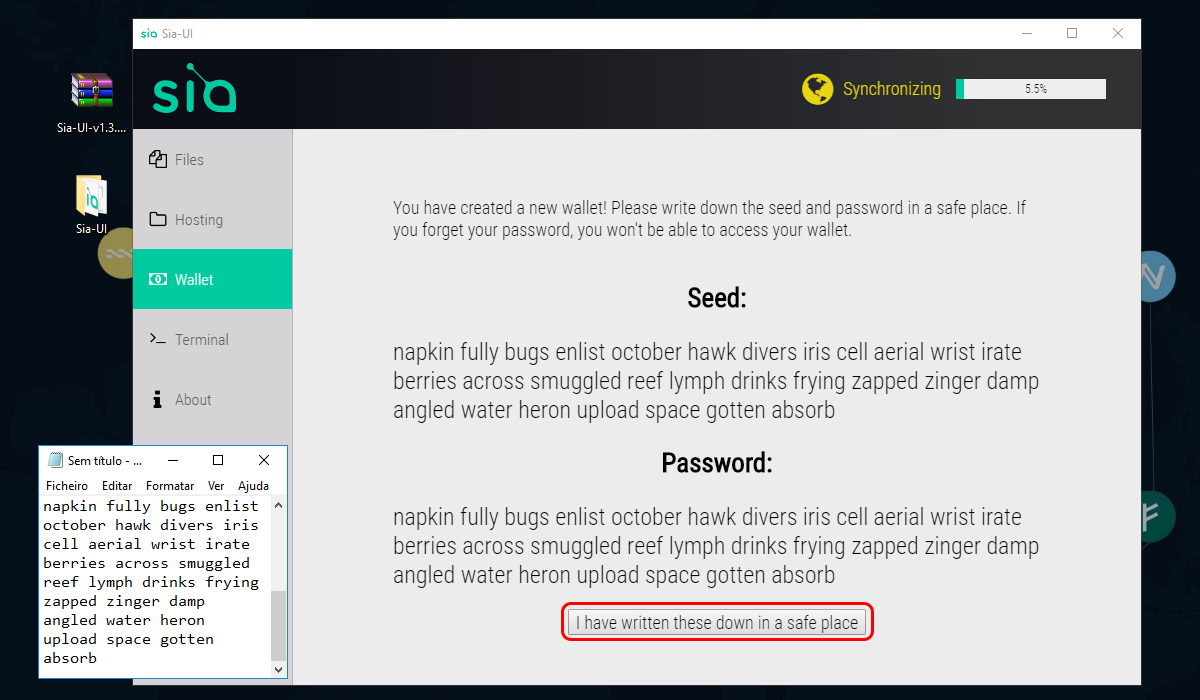 sia Sia-UI
sia
Synchronizing
5.5%
Sia-UI-v1.3....
Sia-UI
Files
Hosting
Wallet
Terminal
About
You have created a new wallet! Please write down the seed and password in a safe place. If
you forget your password, you won't be able to access your wallet.
Seed:
napkin fully bugs enlist october hawk divers iris cell aerial wrist irate
berries across smuggled reef lymph drinks frying zapped zinger damp
angled water heron upload space gotten absorb
Password:
napkin fully bugs enlist october hawk divers iris cell aerial wrist irate
berries across smuggled reef lymph drinks frying zapped zinger damp
angled water heron upload space gotten absorb
I have written these down in a safe place
Sem título - ...
Ficheiro Editar Formatar Ver Ajuda
napkin fully bugs enlist
october hawk divers iris
cell aerial wrist irate
berries across smuggled
reef lymph drinks frying
zapped zinger damp
angled water heron
upload space gotten
absorb